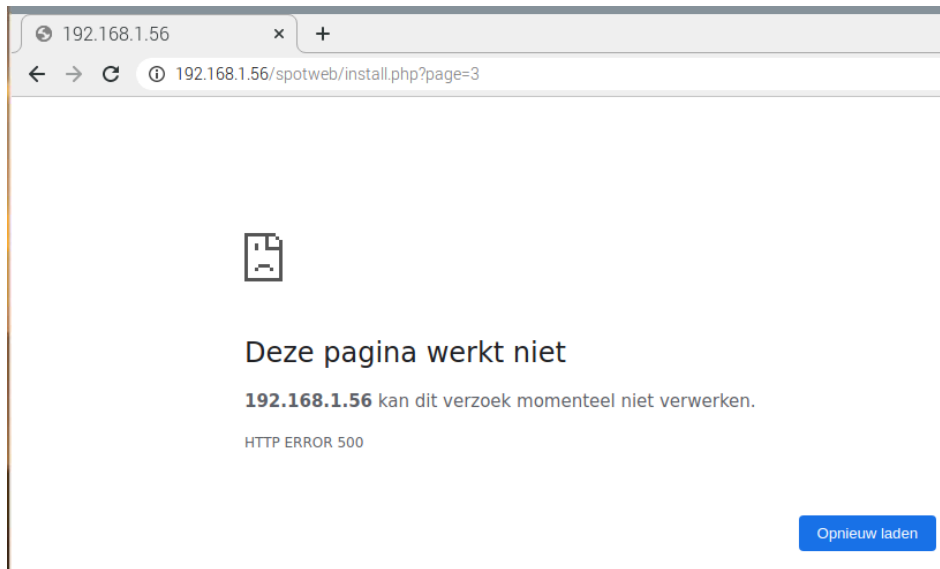 192.168.1.56
192.168.1.56/spotweb/install.php?page=3
Deze pagina werkt niet
192.168.1.56 kan dit verzoek momenteel niet verwerken.
HTTP ERROR 500
Opnieuw laden